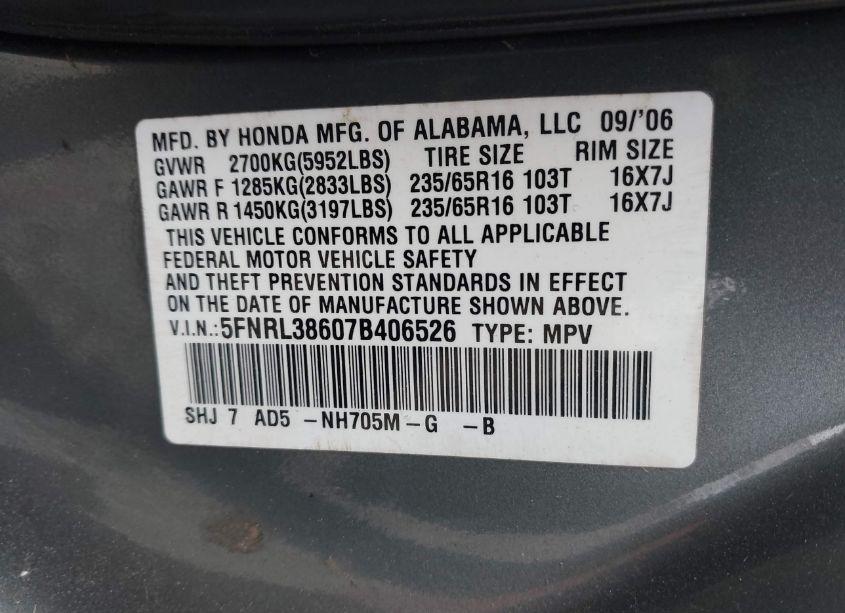 MFD. BY HONDA MFG. OF ALABAMA, LLC 09/'06
GVWR 2700KG(5952LBS) TIRE SIZE RIM SIZE
GAWR F 1285KG(2833LBS) 235/65R16 103T 16X7J
GAWR R 1450KG(3197LBS) 235/65R16 103T 16X7J
THIS VEHICLE CONFORMS TO ALL APPLICABLE
FEDERAL MOTOR VEHICLE SAFETY
AND THEFT PREVENTION STANDARDS IN EFFECT
ON THE DATE OF MANUFACTURE SHOWN ABOVE.
V.I.N.:5FNRL38607B406526 TYPE: MPV
SHJ 7 AD5 -NH705M-G -B